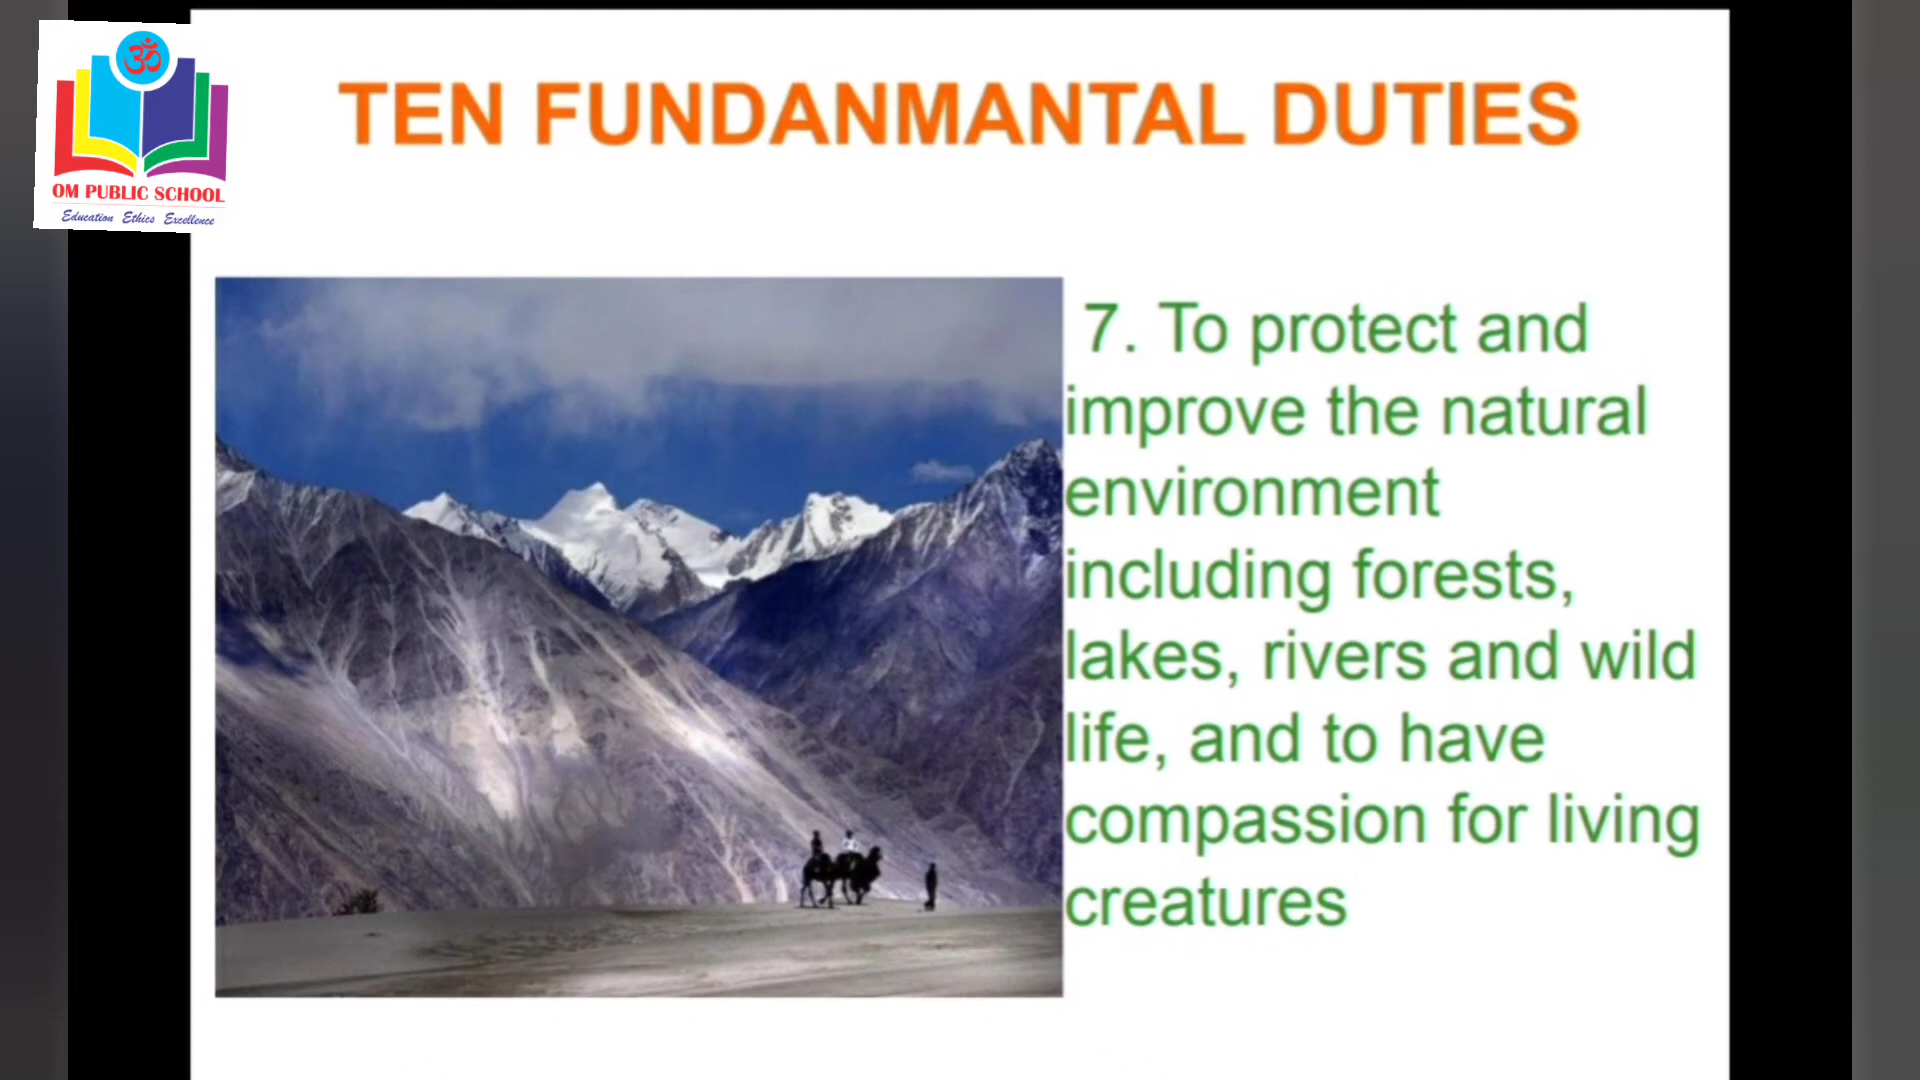 ॐ
OM PUBLIC SCHOOL
Education Ethics Excellence
TEN FUNDANMANTAL DUTIES
7. To protect and
improve the natural
environment
including forests,
lakes, rivers and wild
life, and to have
compassion for living
creatures